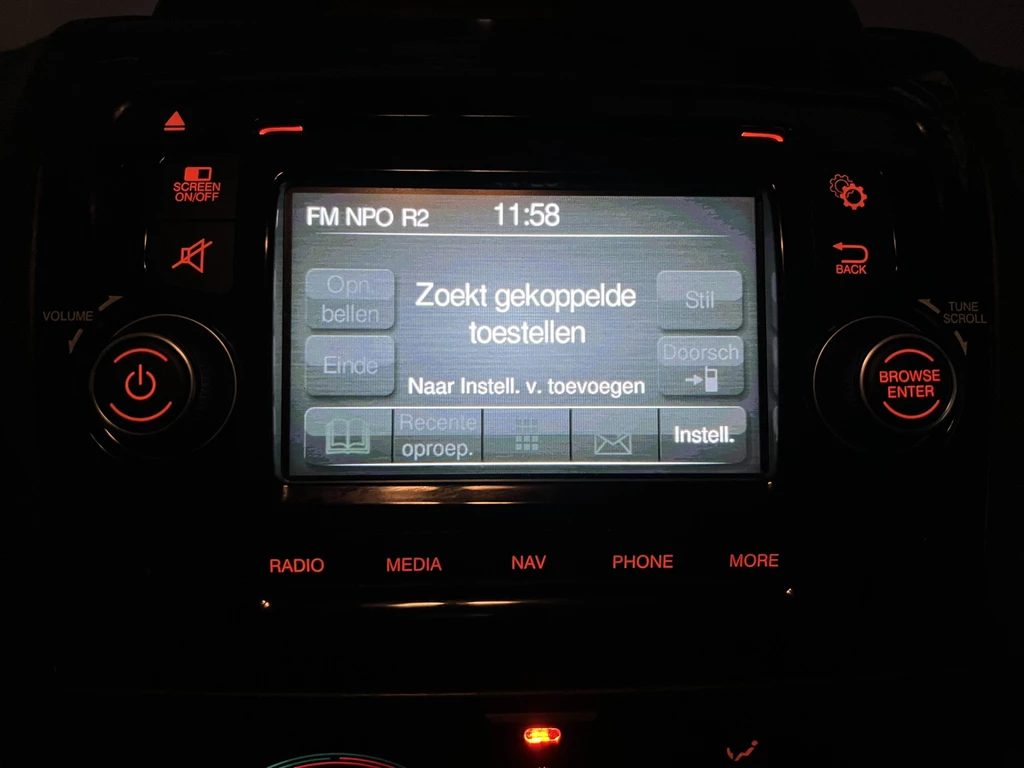 SCREEN
ON/OFF
VOLUME
FM NPO R2 11:58
Opn.
bellen
Zoekt gekoppelde
toestellen
Stil
Einde
Doorsch
Naar Instell. v. toevoegen
Recente
oproep.
Instell.
BACK
TUNE
SCROLL
BROWSE
ENTER
RADIO MEDIA NAV PHONE MORE